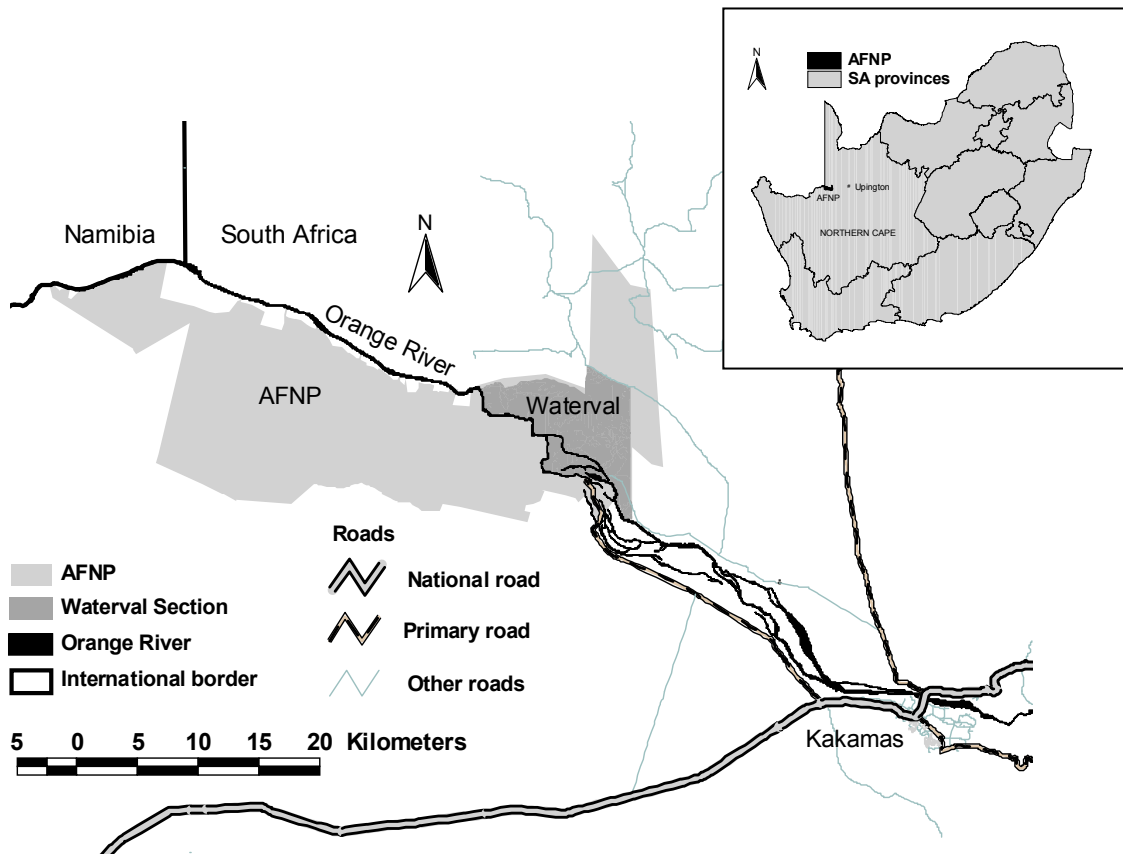 N
AFNP
SA provinces
Upington
AFNP
NORTHERN CAPE
Namibia
South Africa
N
Orange River
AFNP
Waterval
Roads
AFNP
National road
Waterval Section
Primary road
Orange River
International border
Other roads
5 0 5 10 15 20 Kilometers
Kakamas